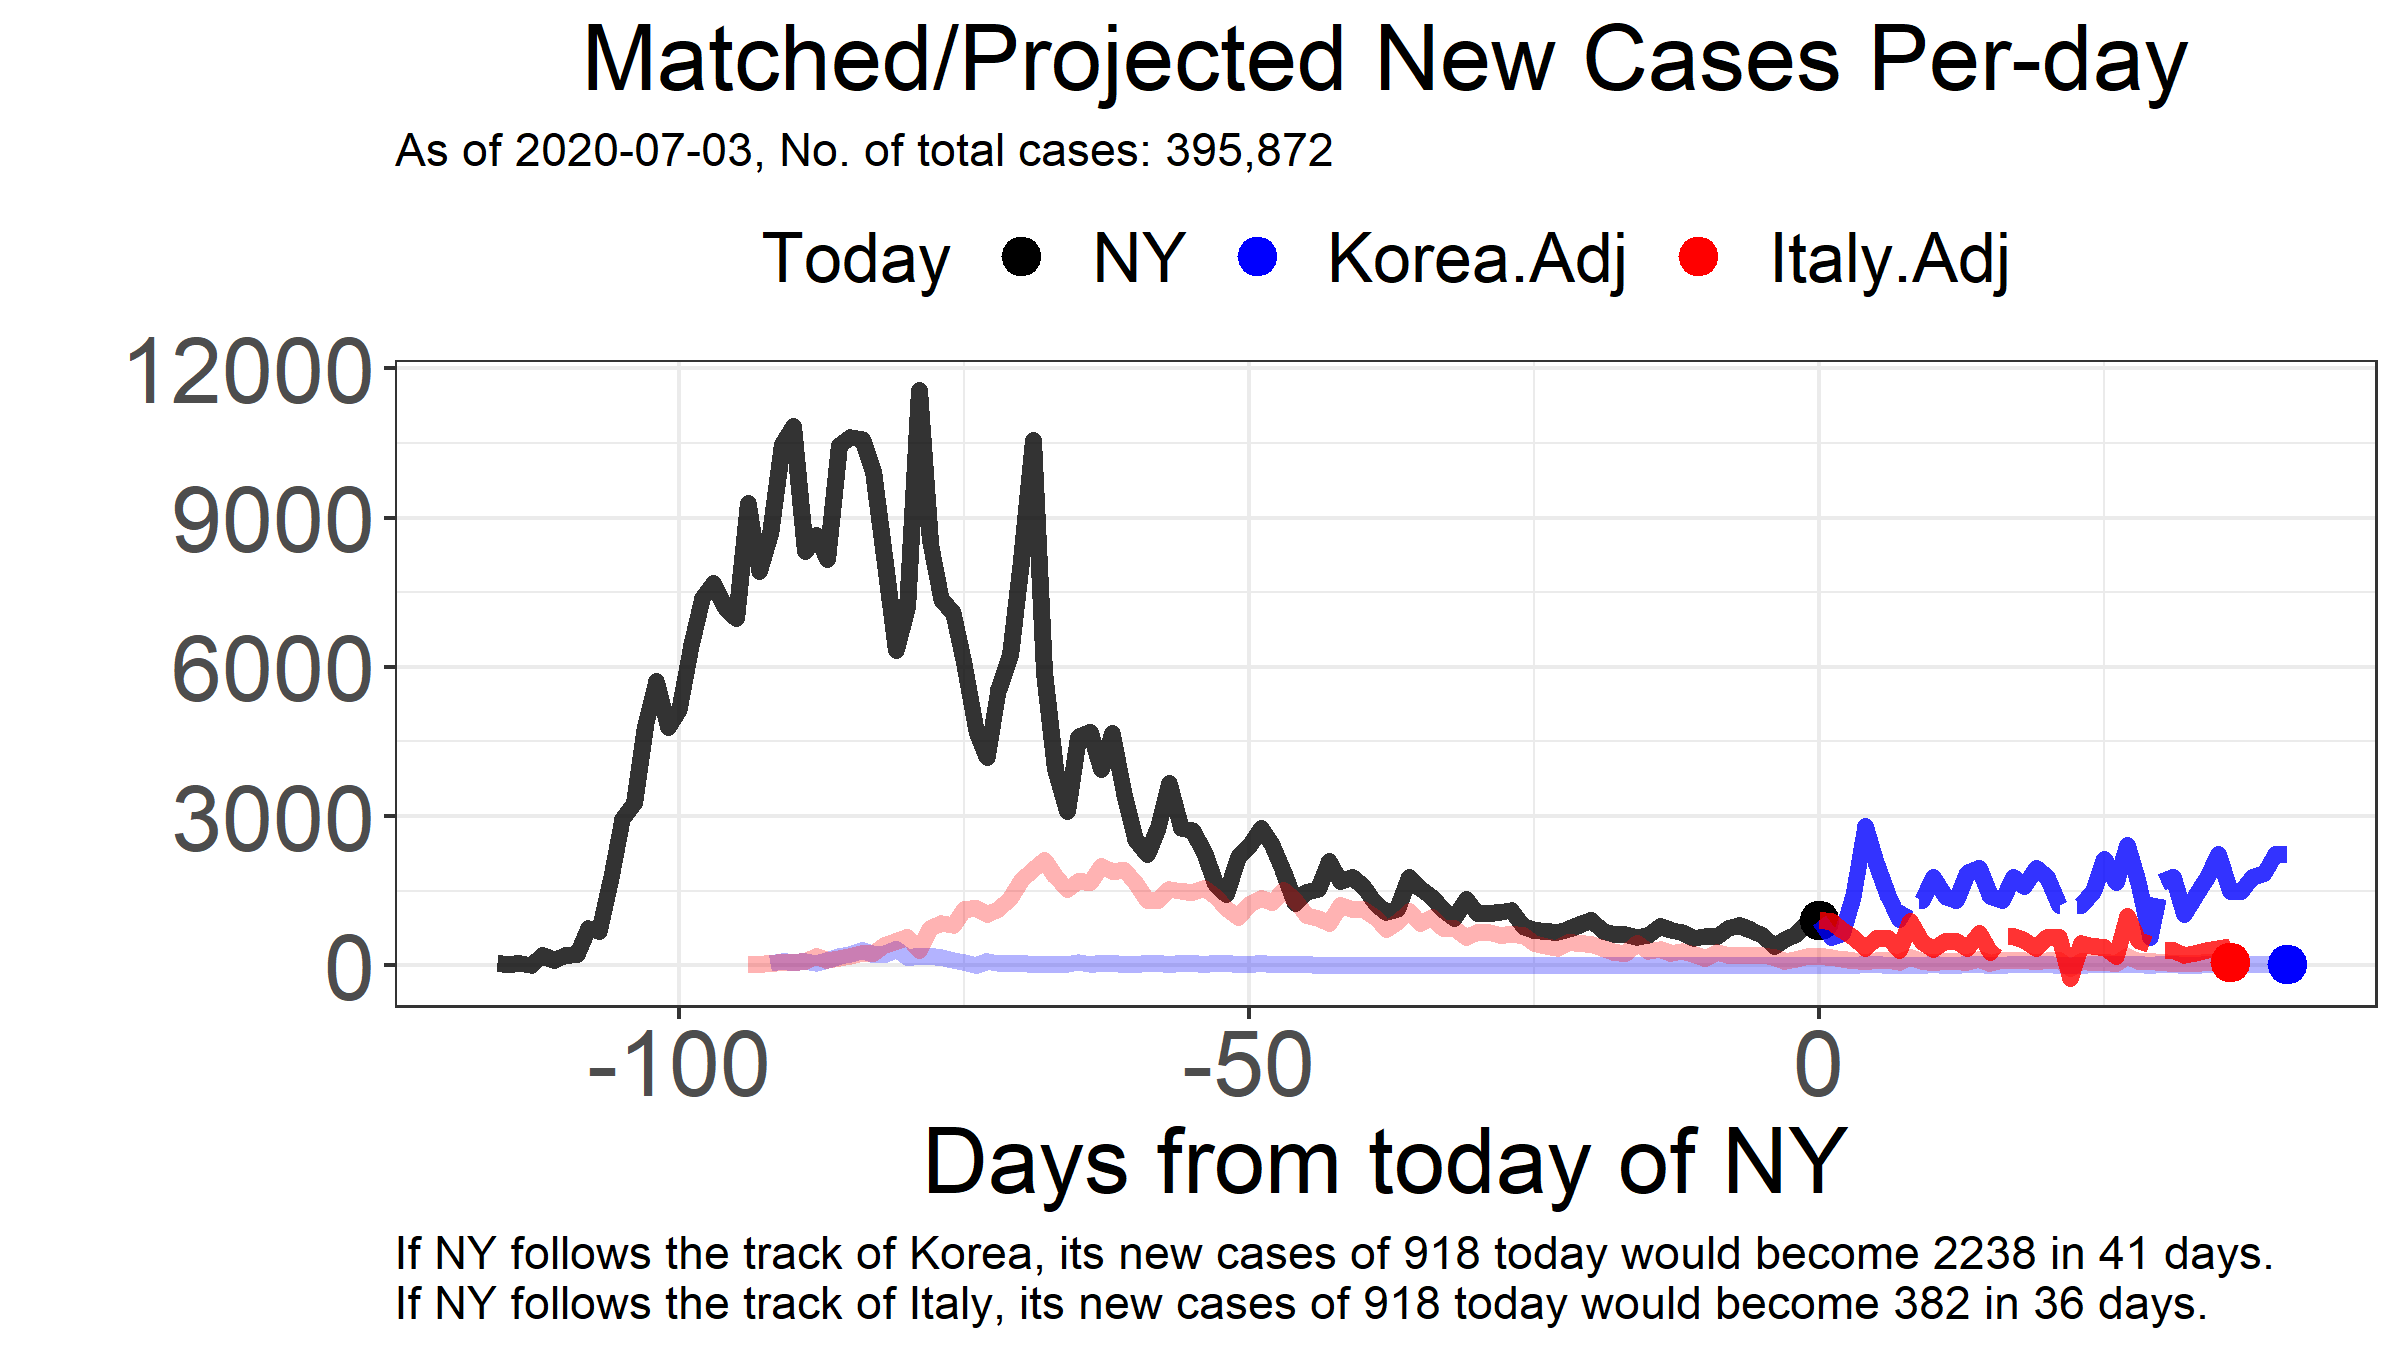 Matched/Projected New Cases Per-day
As of 2020-07-03, No. of total cases: 395,872
Today NY Korea.Adj Italy.Adj
12000
9000
6000
3000
0
-100 -50 0
Days from today of NY
If NY follows the track of Korea, its new cases of 918 today would become 2238 in 41 days.
If NY follows the track of Italy, its new cases of 918 today would become 382 in 36 days.